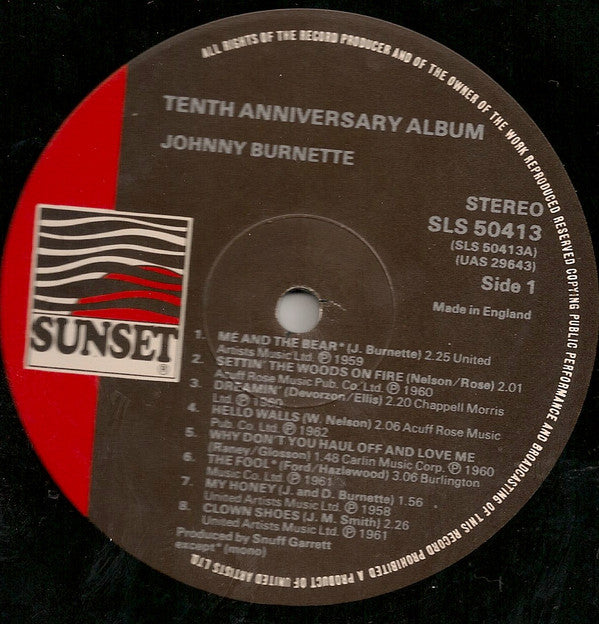 ALL RIGHTS OF THE RECORD PRODUCER AND OF THE OWNER OF THE WORK REPRODUCED RESERVED COPYING PUBLIC PERFORMANCE AND BROADCASTING OF THIS RECORD PROHIBITED A PRODUCT OF UNITED ARTISTS LTD
TENTH ANNIVERSARY ALBUM
JOHNNY BURNETTE
STEREO
SLS 50413
(SLS 50413A)
(UAS 29643)
Side 1
Made in England
SUNSET ®
1. ME AND THE BEAR* (J. Burnette) 2.25 United
Artists Music Ltd. ℗ 1959
2. SETTIN' THE WOODS ON FIRE (Nelson/Rose) 2.01
Acuff Rose Music Pub. Co. Ltd. ℗ 1960
3. DREAMIN' (Devorzon/Ellis) 2.20 Chappell Morris
Ltd. ℗ 1960
4. HELLO WALLS (W. Nelson) 2.06 Acuff Rose Music
Pub. Co. Ltd. ℗ 1962
5. WHY DON'T YOU HAUL OFF AND LOVE ME
(Raney/Glosson) 1.48 Carlin Music Corp. ℗ 1960
6. THE FOOL* (Ford/Hazlewood) 3.06 Burlington
Music Co. Ltd. ℗ 1961
7. MY HONEY (J. and D. Burnette) 1.56
United Artists Music Ltd. ℗ 1958
8. CLOWN SHOES (J. M. Smith) 2.26
United Artists Music Ltd. ℗ 1961
Produced by Snuff Garrett
except* (mono)